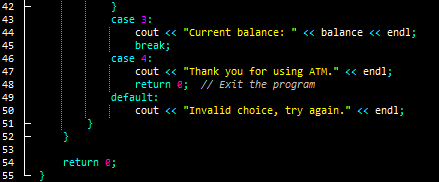 42 }
43 case 3:
44 cout << "Current balance: " << balance << endl;
45 break;
46 case 4:
47 cout << "Thank you for using ATM." << endl;
48 return 0;  // Exit the program
49 default:
50 cout << "Invalid choice, try again." << endl;
51 }
52 }
53
54 return 0;
55 }